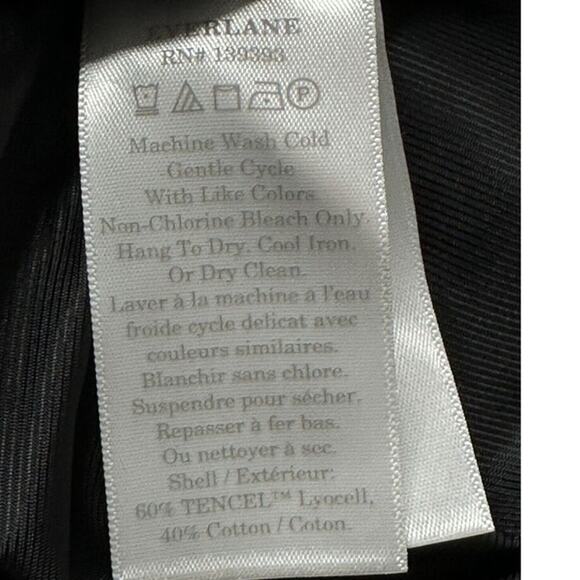 EVERLANE
RN# 139393
P
Machine Wash Cold
Gentle Cycle
With Like Colors
Non-Chlorine Bleach Only.
Hang To Dry. Cool Iron.
Or Dry Clean.
Laver à la machine à l'eau
froide cycle delicat avec
couleurs similaires.
Blanchir sans chlore.
Suspendre pour sécher.
Repasser à fer bas.
Ou nettoyer à sec.
Shell / Extérieur:
60% TENCEL™ Lyocell,
40% Cotton / Coton.